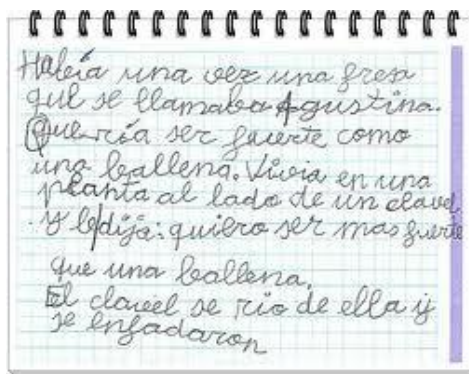 Había una vez una fresa
que se llamaba Agustina.
Quería ser fuerte como
una ballena. Vivia en una
planta al lado de un clavel
y le dijo: quiero ser mas fuerte
que una ballena.
El clavel se rio de ella y
se enfadaron